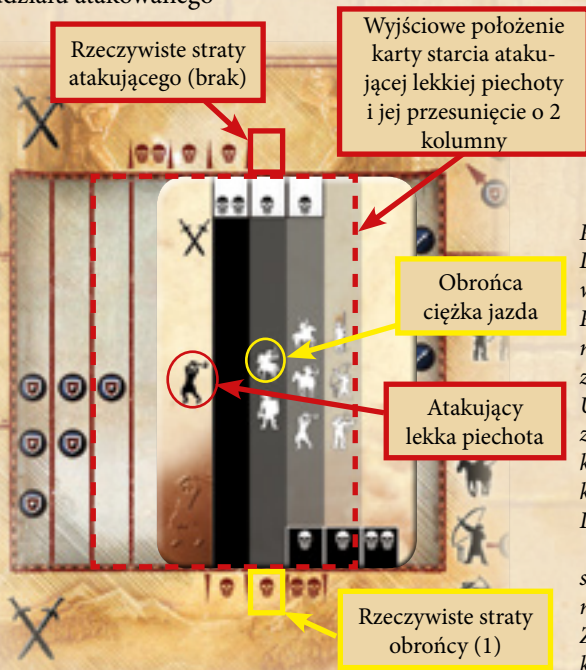 działu atakowanego
Rzeczywiste straty
atakującego (brak)
Wyjściowe położenie
karty starcia ataku-
jącej lekkiej piechoty
i jej przesunięcie o 2
kolumny
Obrońca
ciężka jazda
Atakujący
lekka piechota
Rzeczywiste straty
obrońcy (1)